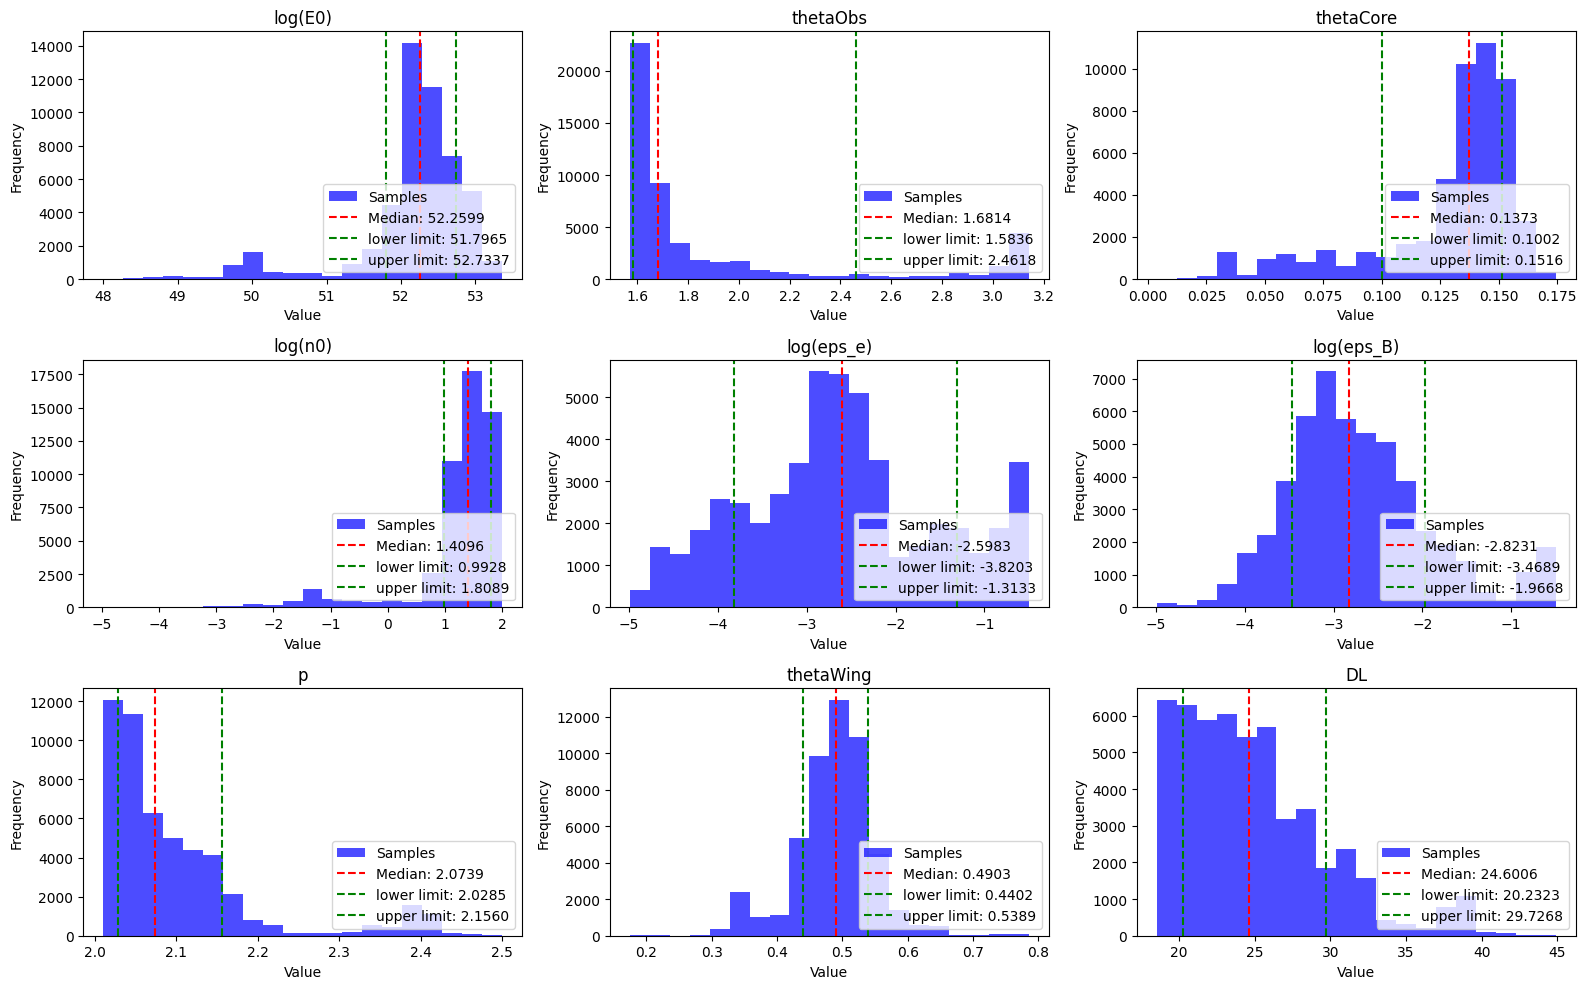 log(E0)
Frequency
14000
12000
10000
8000
6000
4000
2000
0
48 49 50 51 52 53
Value
Samples
Median: 52.2599
lower limit: 51.7965
upper limit: 52.7337
thetaObs
Frequency
20000
15000
10000
5000
0
1.6 1.8 2.0 2.2 2.4 2.6 2.8 3.0 3.2
Value
Samples
Median: 1.6814
lower limit: 1.5836
upper limit: 2.4618
thetaCore
Frequency
10000
8000
6000
4000
2000
0
0.000 0.025 0.050 0.075 0.100 0.125 0.150 0.175
Value
Samples
Median: 0.1373
lower limit: 0.1002
upper limit: 0.1516
log(n0)
Frequency
17500
15000
12500
10000
7500
5000
2500
0
−5 −4 −3 −2 −1 0 1 2
Value
Samples
Median: 1.4096
lower limit: 0.9928
upper limit: 1.8089
log(eps_e)
Frequency
5000
4000
3000
2000
1000
0
−5 −4 −3 −2 −1
Value
Samples
Median: -2.5983
lower limit: -3.8203
upper limit: -1.3133
log(eps_B)
Frequency
7000
6000
5000
4000
3000
2000
1000
0
−5 −4 −3 −2 −1
Value
Samples
Median: -2.8231
lower limit: -3.4689
upper limit: -1.9668
p
Frequency
12000
10000
8000
6000
4000
2000
0
2.0 2.1 2.2 2.3 2.4 2.5
Value
Samples
Median: 2.0739
lower limit: 2.0285
upper limit: 2.1560
thetaWing
Frequency
12000
10000
8000
6000
4000
2000
0
0.2 0.3 0.4 0.5 0.6 0.7 0.8
Value
Samples
Median: 0.4903
lower limit: 0.4402
upper limit: 0.5389
DL
Frequency
6000
5000
4000
3000
2000
1000
0
20 25 30 35 40 45
Value
Samples
Median: 24.6006
lower limit: 20.2323
upper limit: 29.7268